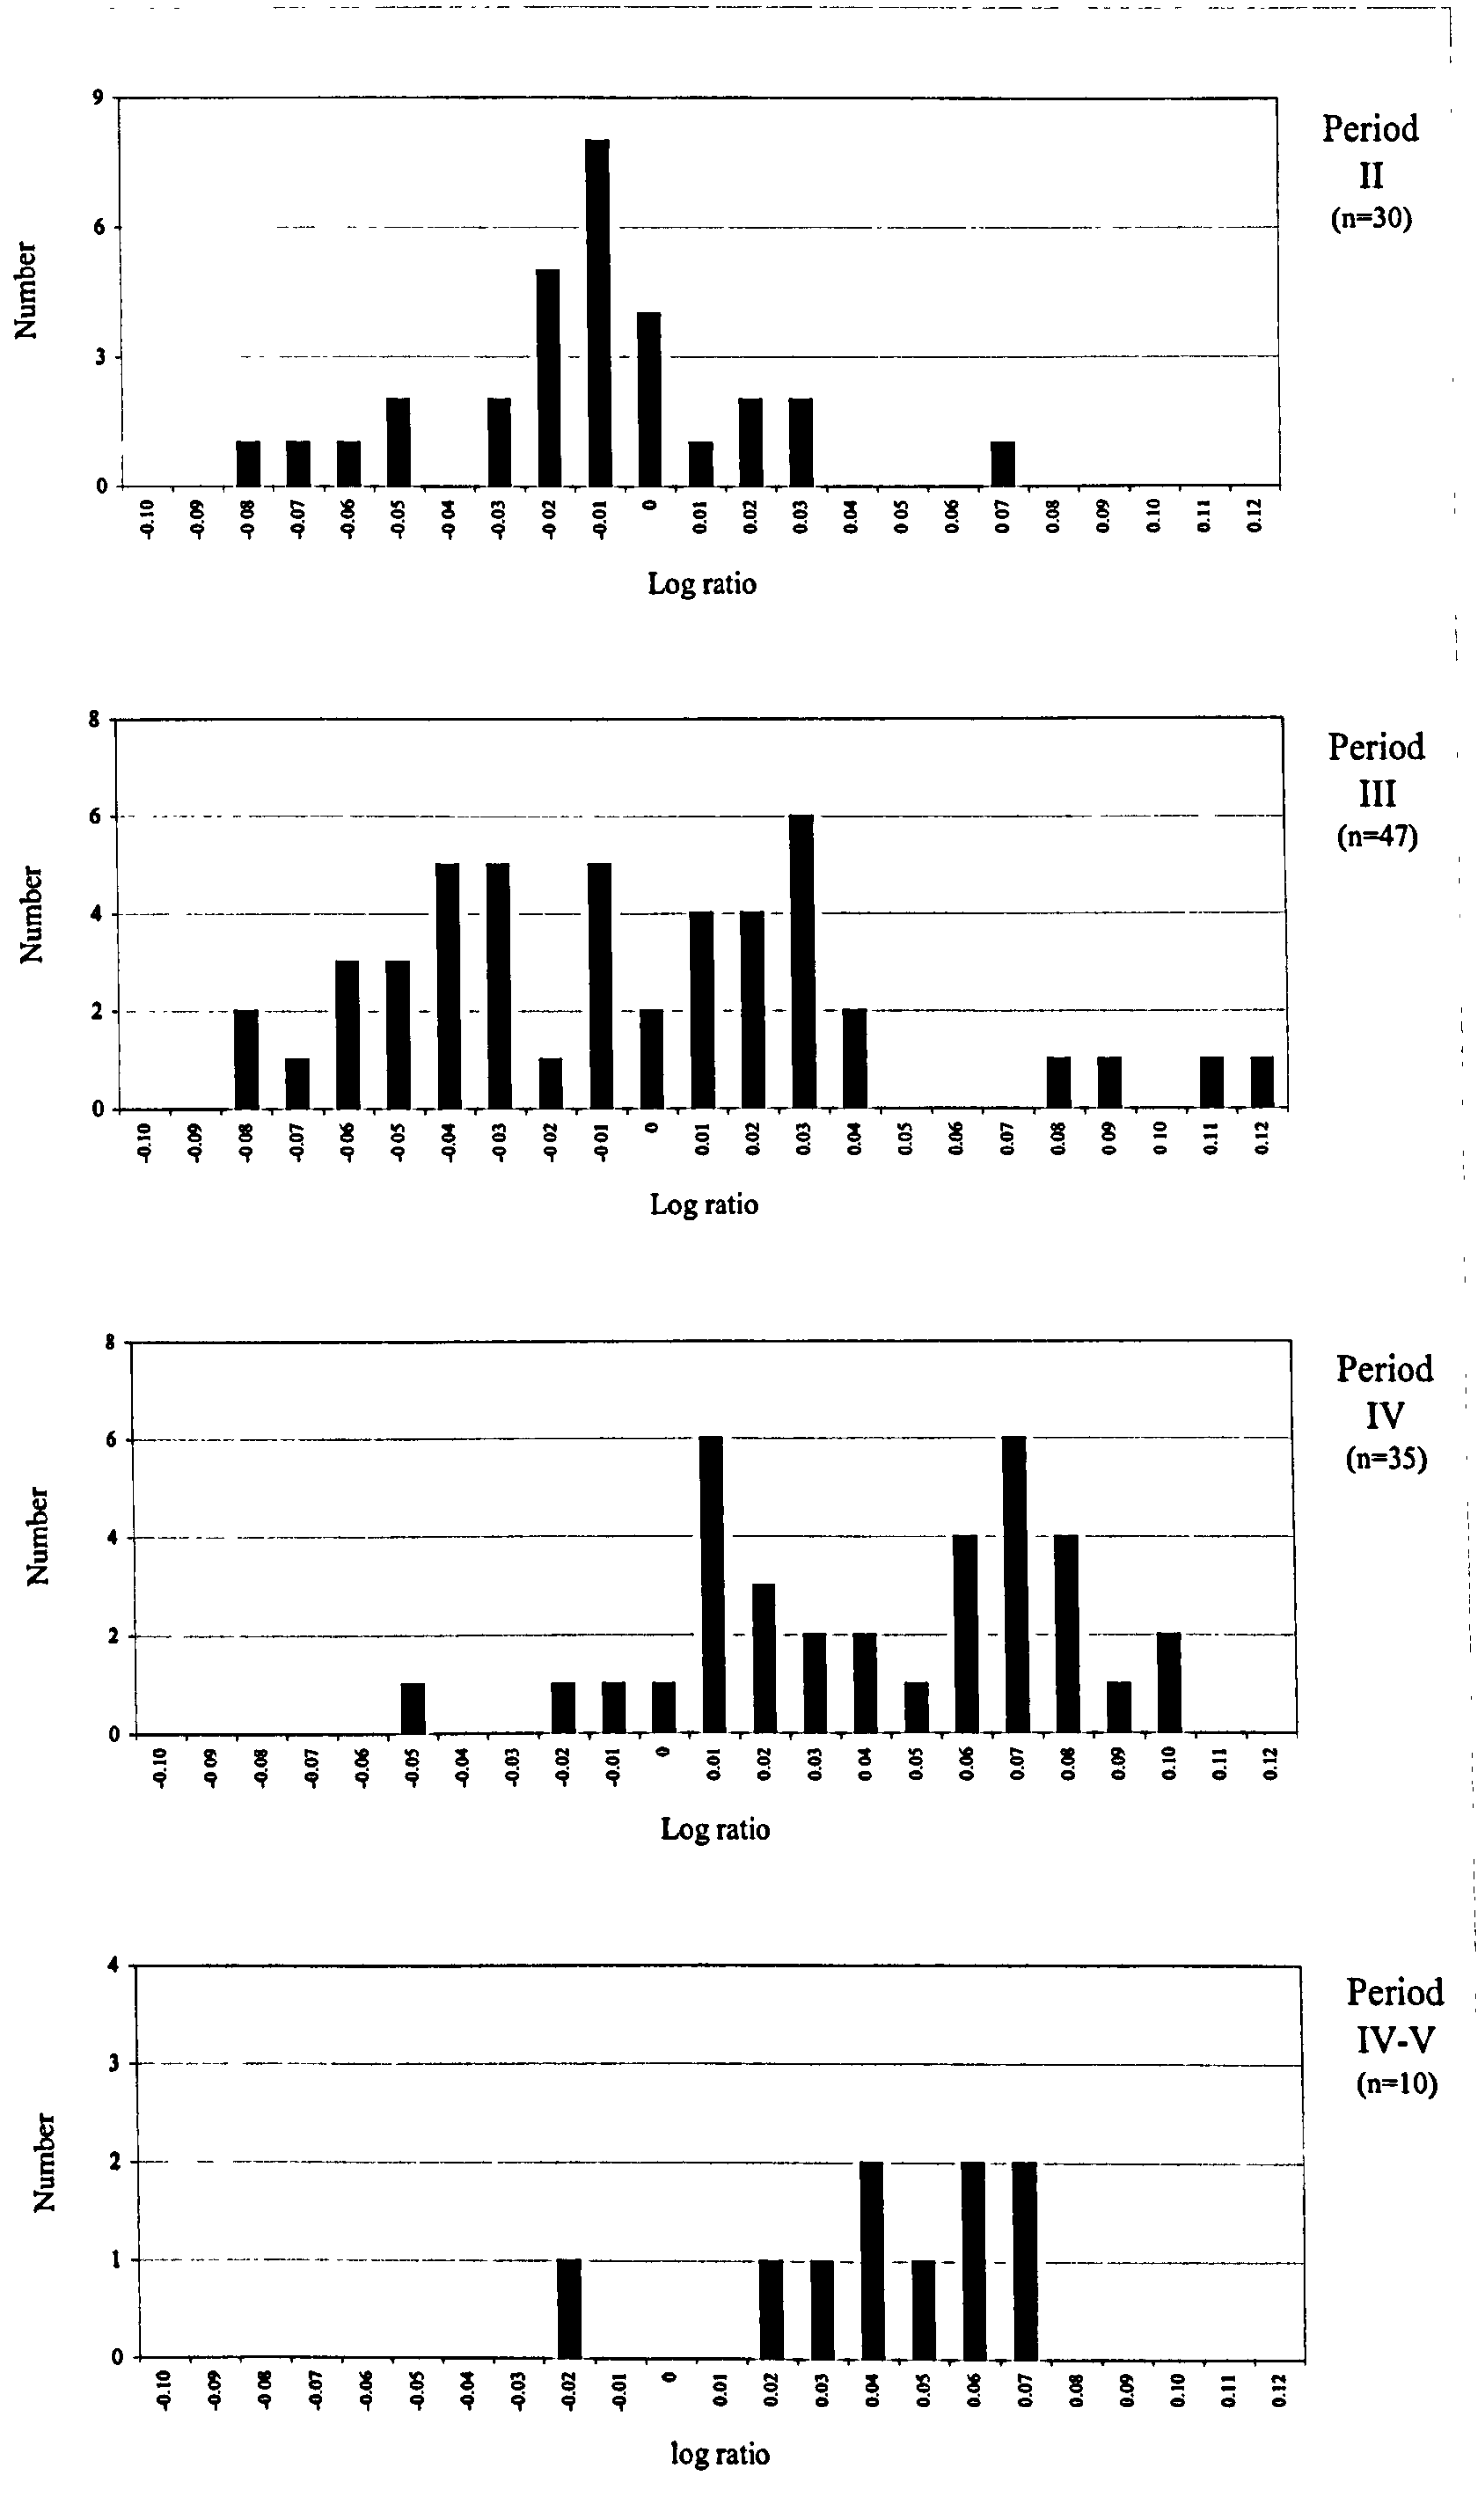 9
6
3
0
Number
-0.10 -0.09 -0 08 -0.07 -0.06 -0.05 -0.04 -0.03 -0.02 -0.01 0 0.01 0.02 0.03 0.04 0 05 0.06 0 07 0.08 0.09 0.10 0.11 0.12
Log ratio
Period
II
(n=30)
8
6
4
2
0
Number
-0.10 -0.09 -0 08 -0.07 -0.06 -0.05 -0.04 -0.03 -0.02 -0.01 0 0.01 0.02 0.03 0.04 0.05 0.06 0.07 0.08 0 09 0 10 0.11 0.12
Log ratio
Period
III
(n=47)
8
6
4
2
0
Number
-0.10 -0.09 -0.08 -0.07 -0.06 -0.05 -0.04 -0.03 -0.02 -0.01 0 0.01 0.02 0.03 0 04 0.05 0.06 0.07 0.08 0.09 0.10 0.11 0.12
Log ratio
Period
IV
(n=35)
4
3
2
1
0
Number
-0.10 -0.09 -0 08 -0.07 -0.06 -0.05 -0.04 -0.03 -0.02 -0.01 0 0.01 0.02 0.03 0.04 0.05 0.06 0.07 0.08 0.09 0.10 0.11 0.12
log ratio
Period
IV-V
(n=10)